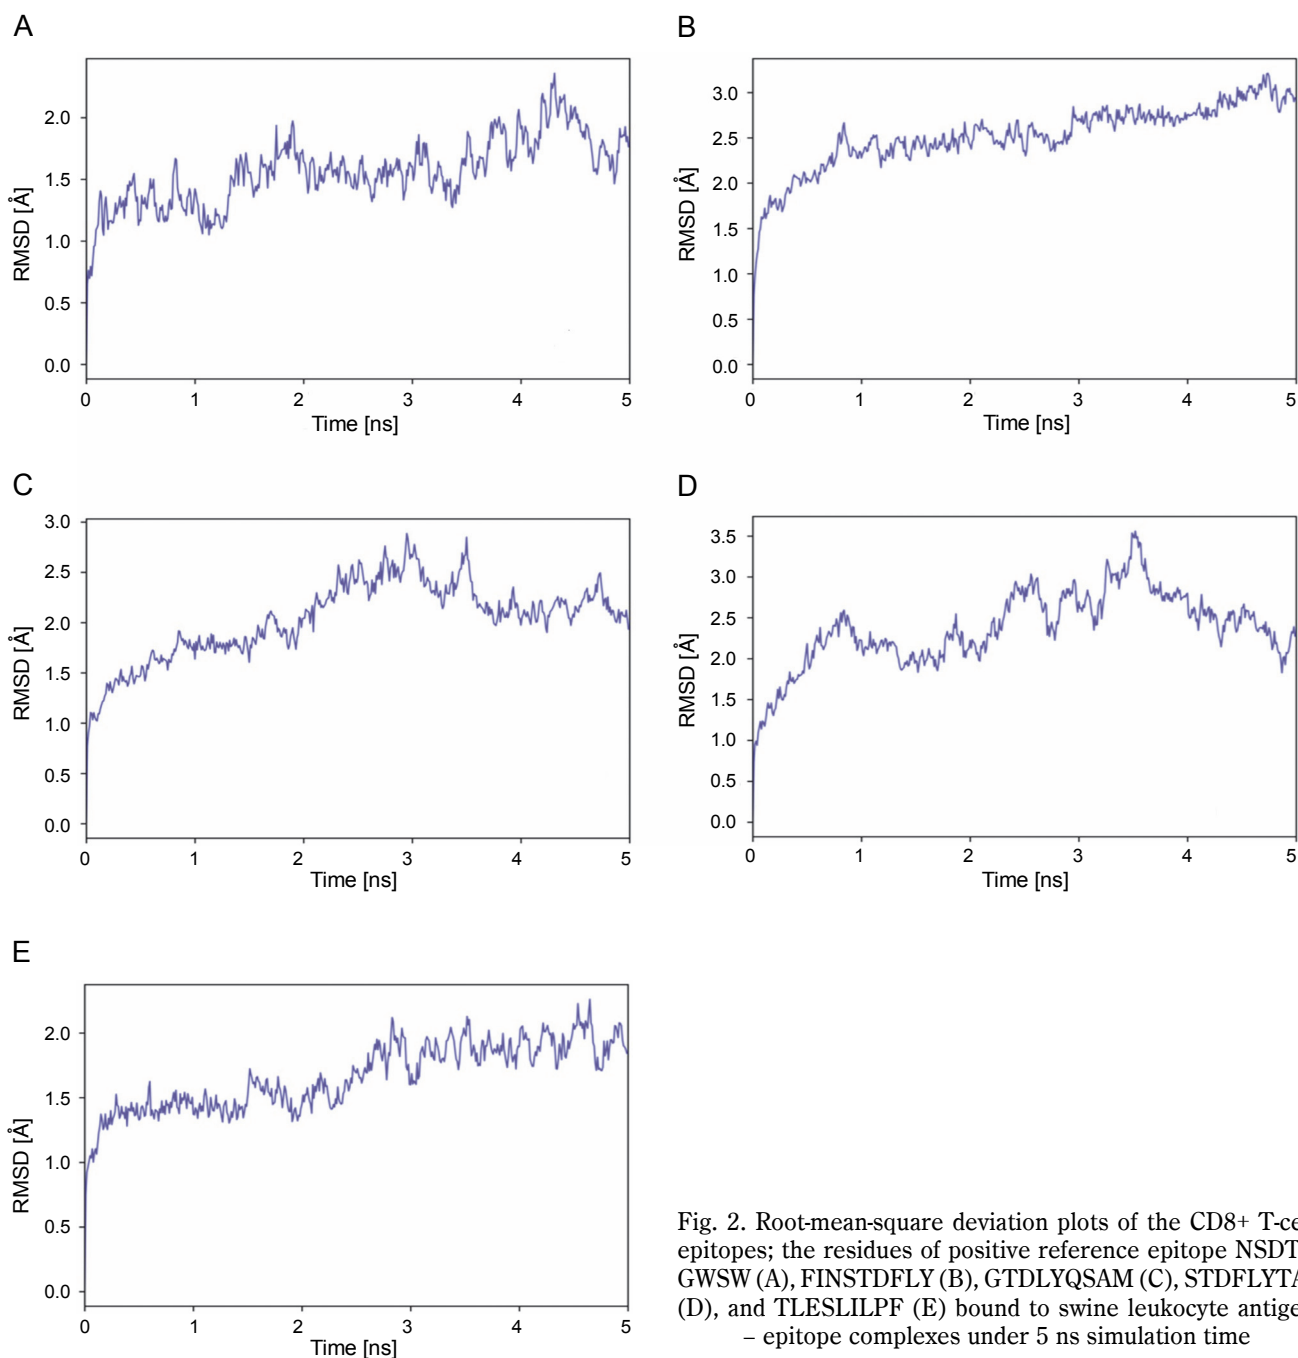 A
B
2.0
1.5
1.0
0.5
0.0
RMSD [Å]
0 1 2 3 4 5
Time [ns]
3.0
2.5
2.0
1.5
1.0
0.5
0.0
RMSD [Å]
0 1 2 3 4 5
Time [ns]
C
D
3.0
2.5
2.0
1.5
1.0
0.5
0.0
RMSD [Å]
0 1 2 3 4 5
Time [ns]
3.5
3.0
2.5
2.0
1.5
1.0
0.5
0.0
RMSD [Å]
0 1 2 3 4 5
Time [ns]
E
2.0
1.5
1.0
0.5
0.0
RMSD [Å]
0 1 2 3 4 5
Time [ns]
Fig. 2. Root-mean-square deviation plots of the CD8+ T-ce
epitopes; the residues of positive reference epitope NSDT
GWSW (A), FINSTDFLY (B), GTDLYQSAM (C), STDFLYTA
(D), and TLESLILPF (E) bound to swine leukocyte antige
– epitope complexes under 5 ns simulation time